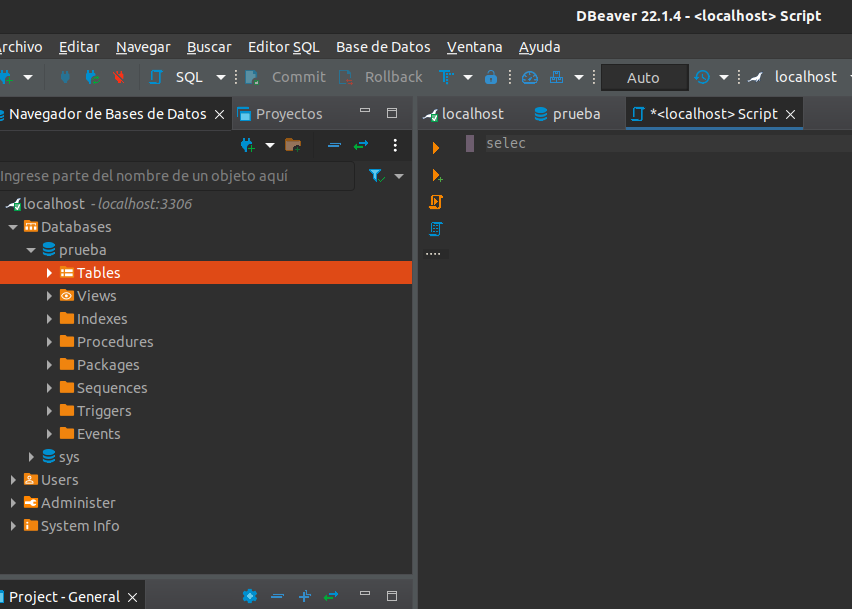 DBeaver 22.1.4 - <localhost> Script
Archivo Editar Navegar Buscar Editor SQL Base de Datos Ventana Ayuda
SQL Commit Rollback Auto localhost
Navegador de Bases de Datos Proyectos
localhost prueba *<localhost> Script
selec
Ingrese parte del nombre de un objeto aquí
localhost - localhost:3306
Databases
prueba
Tables
Views
Indexes
Procedures
Packages
Sequences
Triggers
Events
sys
Users
Administer
System Info
Project - General